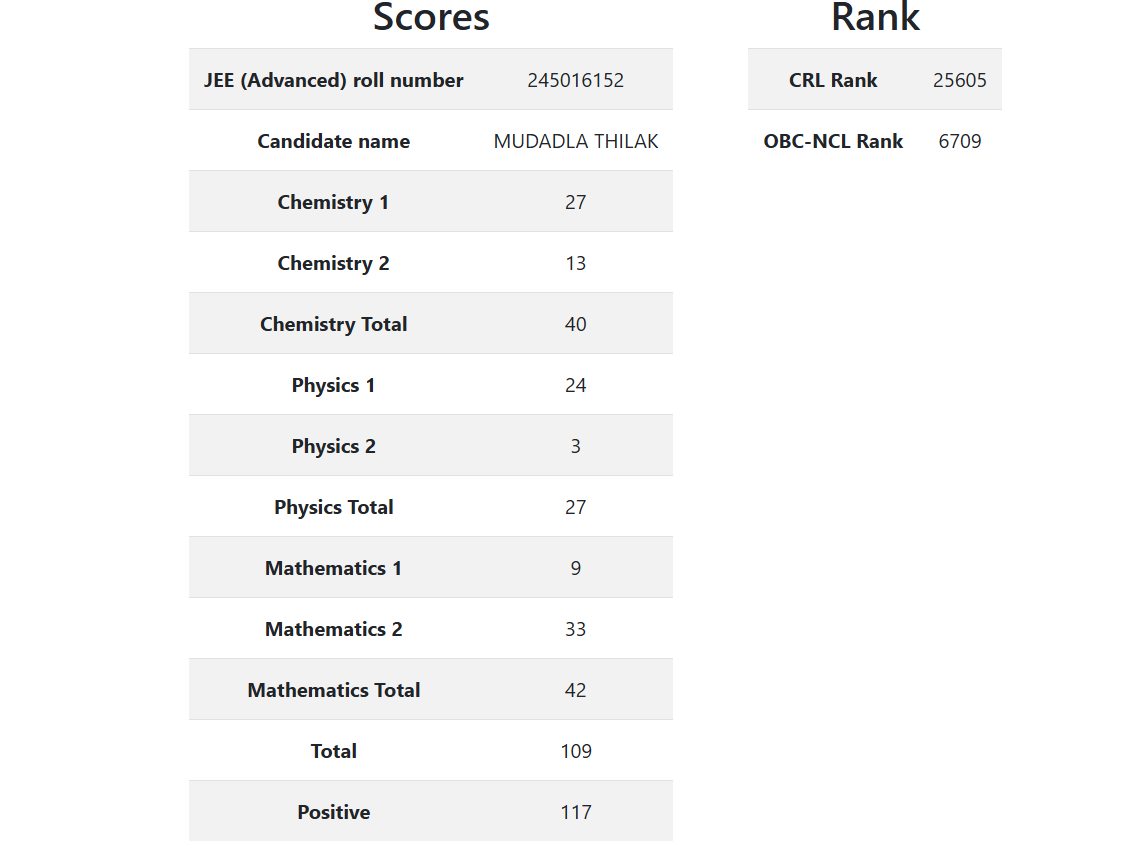 Scores
JEE (Advanced) roll number 245016152
Candidate name MUDADLA THILAK
Chemistry 1 27
Chemistry 2 13
Chemistry Total 40
Physics 1 24
Physics 2 3
Physics Total 27
Mathematics 1 9
Mathematics 2 33
Mathematics Total 42
Total 109
Positive 117
Rank
CRL Rank 25605
OBC-NCL Rank 6709